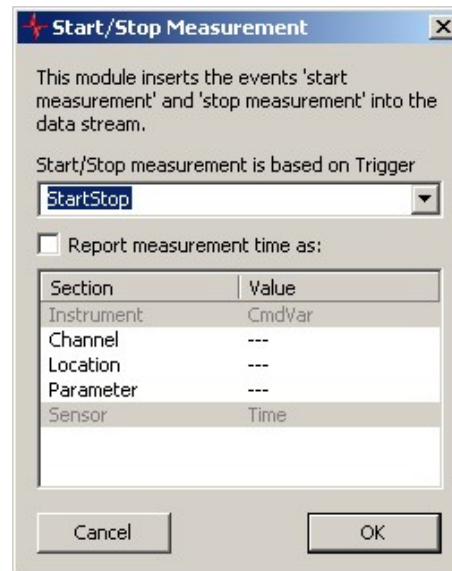 Start/Stop Measurement
This module inserts the events 'start
measurement' and 'stop measurement' into the
data stream.
Start/Stop measurement is based on Trigger
StartStop
Report measurement time as:
Section Value
Instrument CmdVar
Channel ---
Location ---
Parameter ---
Sensor Time
Cancel OK